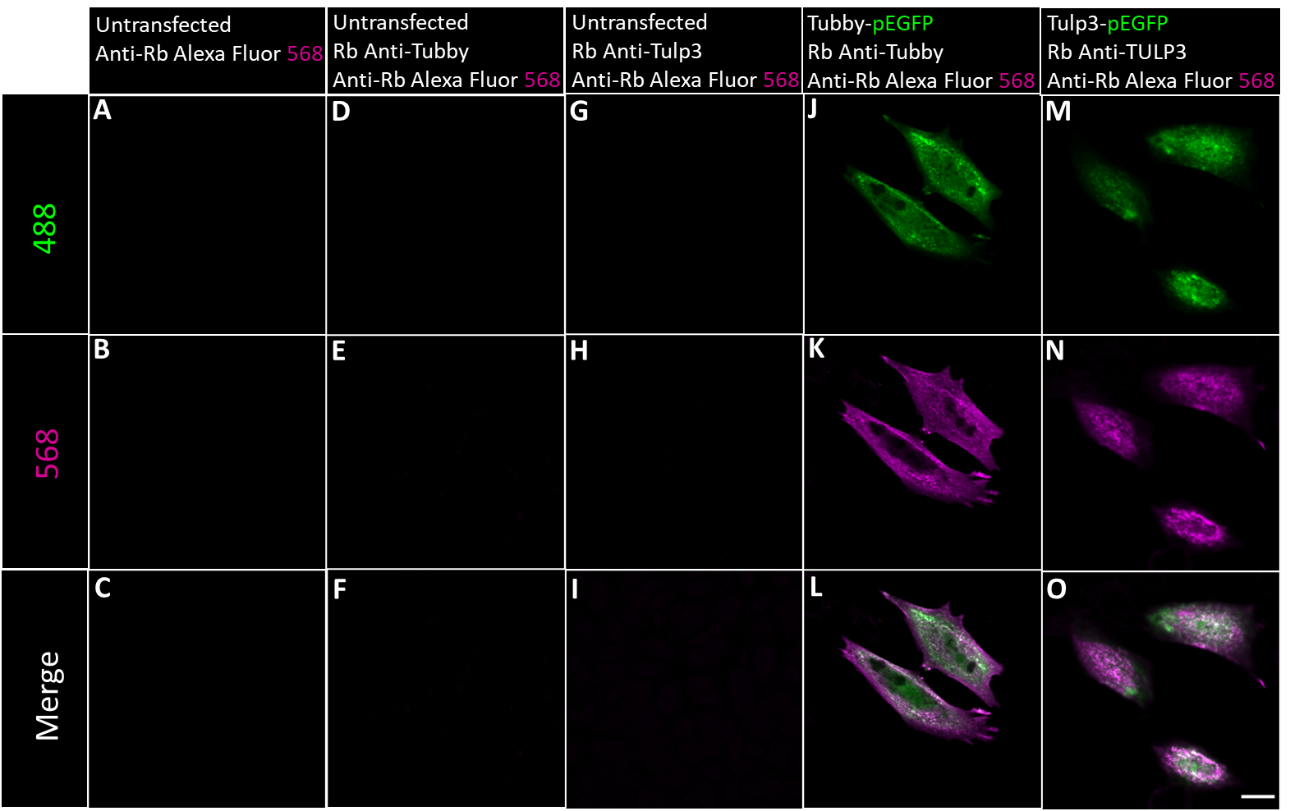 Untransfected
Anti-Rb Alexa Fluor 568
Untransfected
Rb Anti-Tubby
Anti-Rb Alexa Fluor 568
Untransfected
Rb Anti-Tulp3
Anti-Rb Alexa Fluor 568
Tubby-pEGFP
Rb Anti-Tubby
Anti-Rb Alexa Fluor 568
Tulp3-pEGFP
Rb Anti-TULP3
Anti-Rb Alexa Fluor 568
488
A
D
G
J
M
568
B
E
H
K
N
Merge
C
F
I
L
O